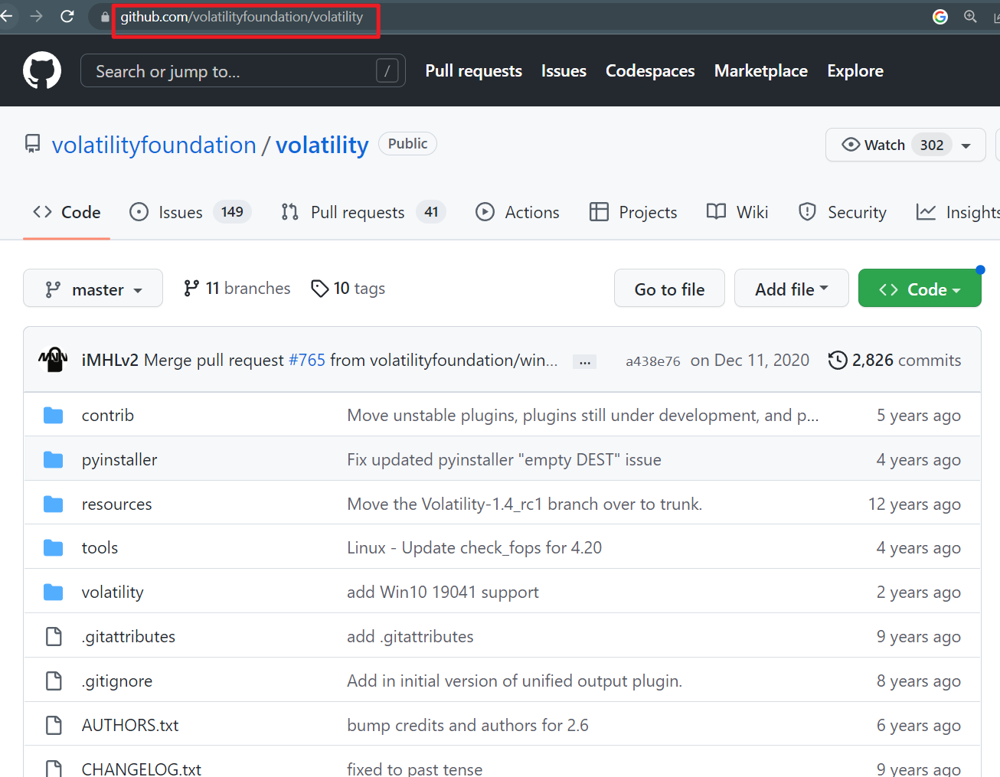 github.com/volatilityfoundation/volatility
Search or jump to... /
Pull requests Issues Codespaces Marketplace Explore
volatilityfoundation / volatility Public
Watch 302
Code Issues 149 Pull requests 41 Actions Projects Wiki Security Insights
master 11 branches 10 tags Go to file Add file Code
iMHLv2 Merge pull request #765 from volatilityfoundation/win... ... a438e76 on Dec 11, 2020 2,826 commits
contrib Move unstable plugins, plugins still under development, and p... 5 years ago
pyinstaller Fix updated pyinstaller "empty DEST" issue 4 years ago
resources Move the Volatility-1.4_rc1 branch over to trunk. 12 years ago
tools Linux - Update check_fops for 4.20 4 years ago
volatility add Win10 19041 support 2 years ago
.gitattributes add .gitattributes 9 years ago
.gitignore Add in initial version of unified output plugin. 8 years ago
AUTHORS.txt bump credits and authors for 2.6 6 years ago
CHANGELOG.txt fixed to past tense 9 years ago